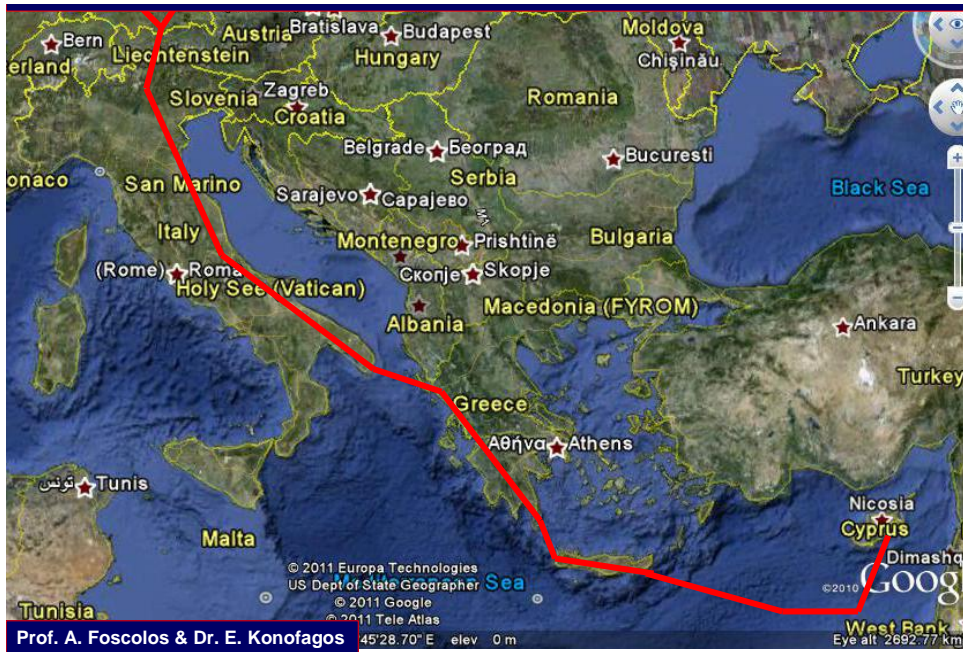 Bern
erland
Liechtenstein
Austria
Bratislava
Budapest
Hungary
Moldova
Chişinău
Slovenia
Zagreb
Croatia
Romania
Belgrade Београд
Bucuresti
Serbia
onaco
San Marino
Sarajevo
Сарајево
Black Sea
Italy
Montenegro
Prishtinë
Bulgaria
(Rome) Roma
Скопје
Skopje
Holy See (Vatican)
Macedonia (FYROM)
Albania
Ankara
Turkey
Greece
Αθήνα Athens
تونس Tunis
Nicosia
Cyprus
Malta
Dimashq
© 2011 Europa Technologies
US Dept of State Geographer
Mediterranean Sea
© 2011 Google
© 2011 Tele Atlas
©2010 Goog
Tunisia
West Bank
Prof. A. Foscolos & Dr. E. Konofagos
45'28.70" E elev 0 m
Eye alt 2692.77 km